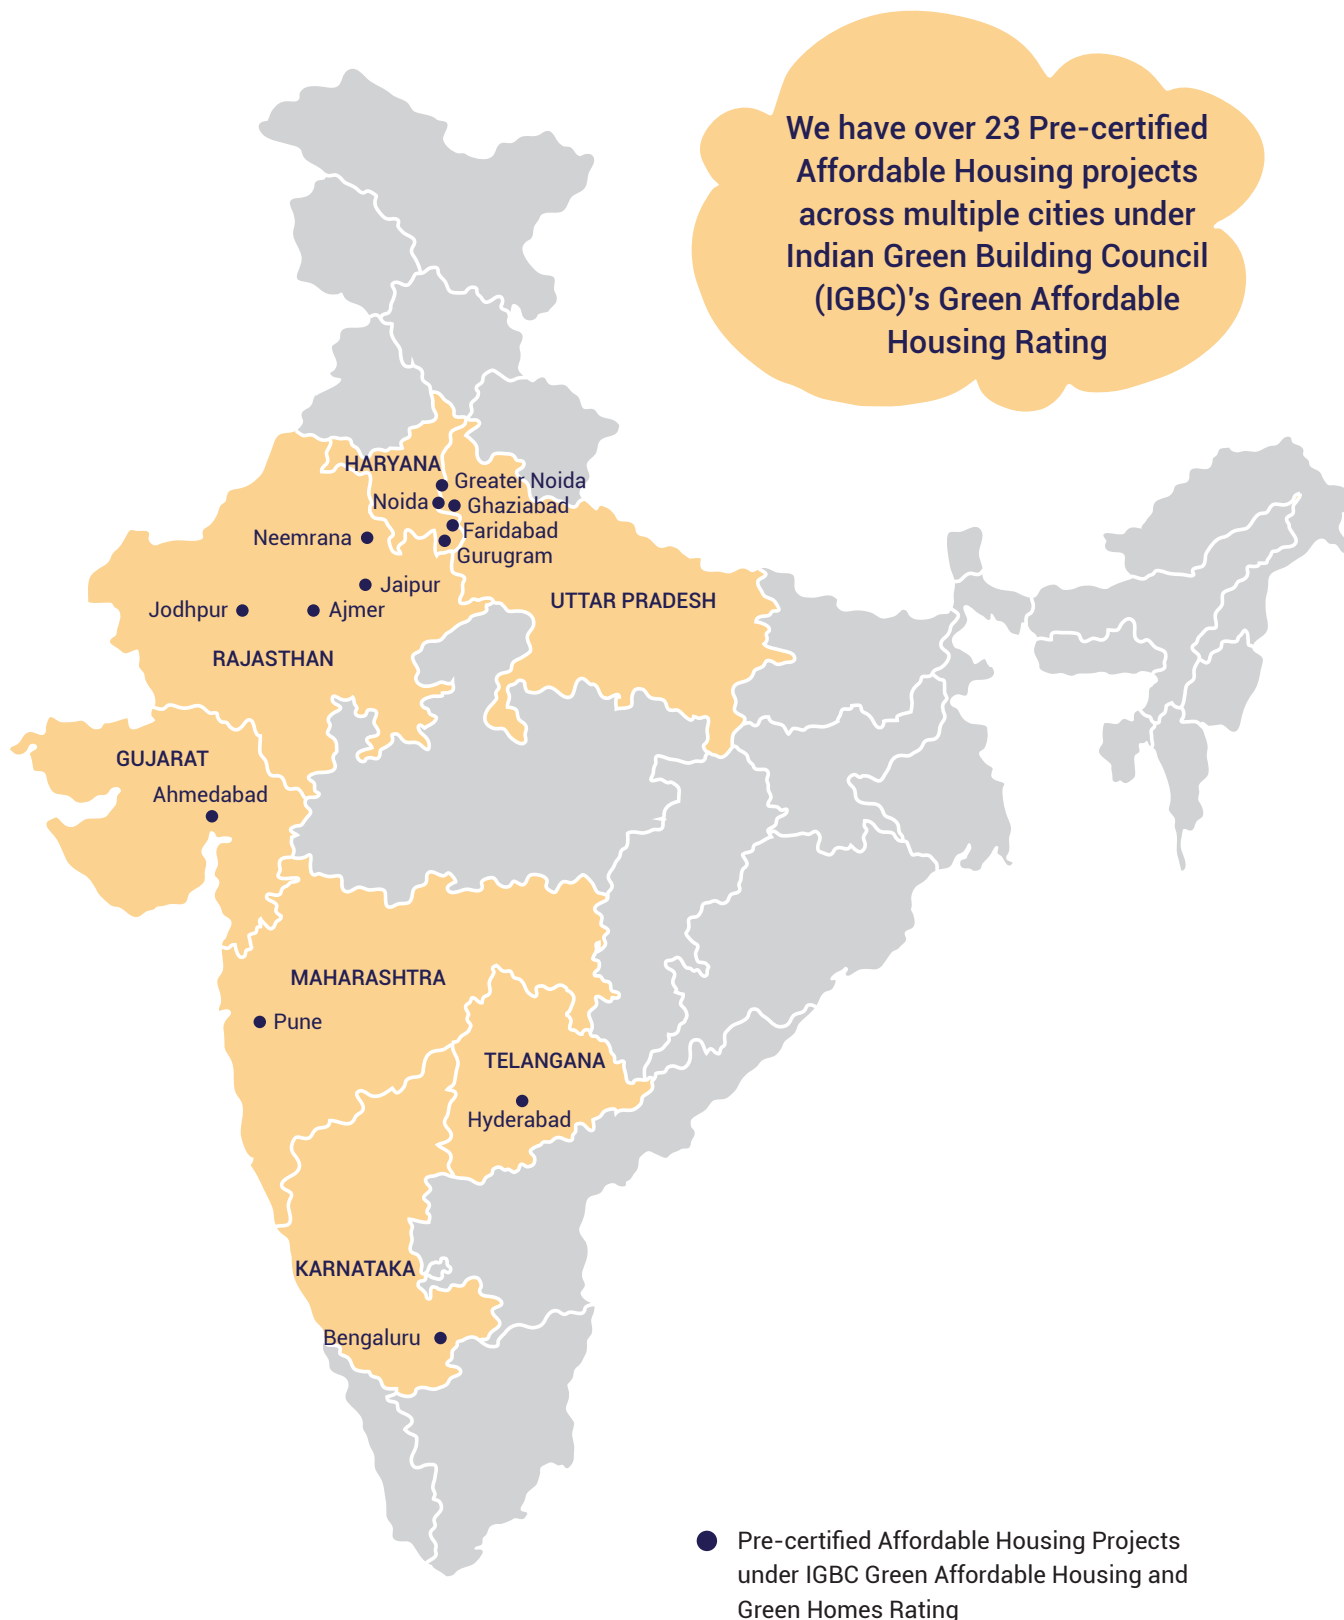 We have over 23 Pre-certified
Affordable Housing projects
across multiple cities under
Indian Green Building Council
(IGBC)'s Green Affordable
Housing Rating
HARYANA
Greater Noida
Noida
Ghaziabad
Faridabad
Neemrana
Gurugram
Jaipur
UTTAR PRADESH
Jodhpur
Ajmer
RAJASTHAN
GUJARAT
Ahmedabad
MAHARASHTRA
Pune
TELANGANA
Hyderabad
KARNATAKA
Bengaluru
Pre-certified Affordable Housing Projects
under IGBC Green Affordable Housing and
Green Homes Rating